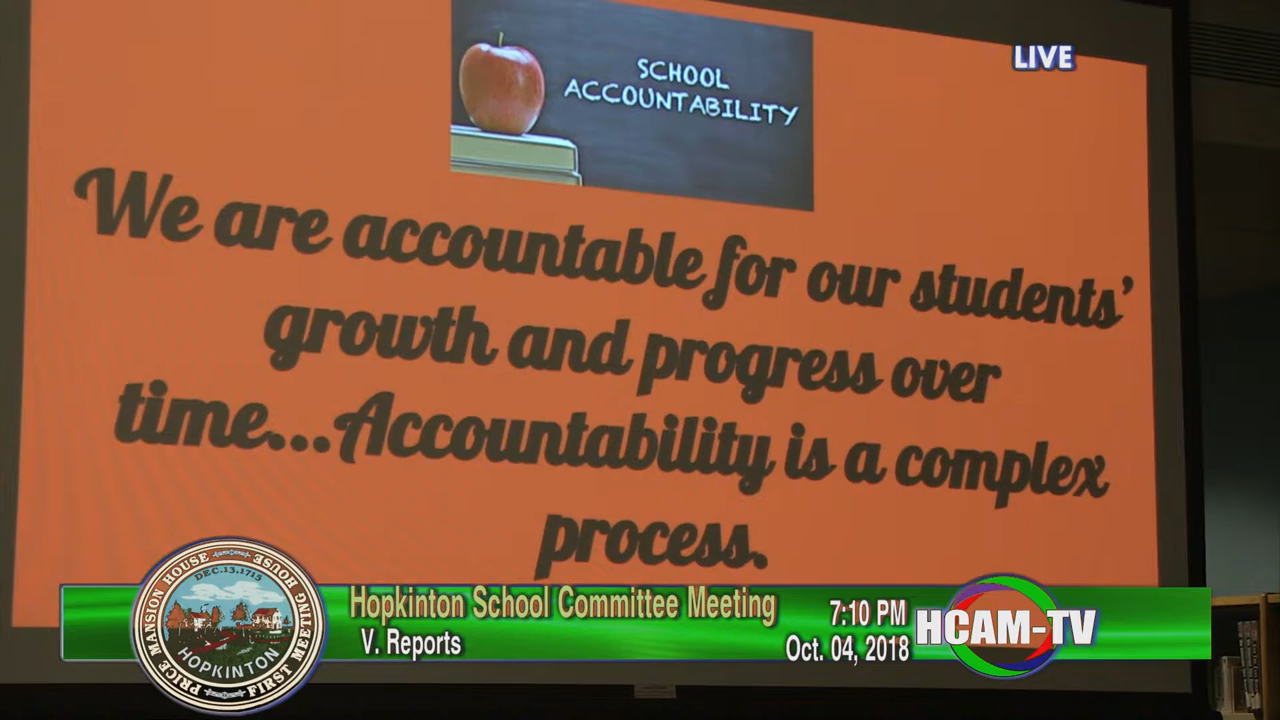 LIVE
SCHOOL
ACCOUNTABILITY
We are accountable for our students'
growth and progress over
time...Accountability is a complex
process.
Hopkinton School Committee Meeting
V. Reports
7:10 PM
Oct. 04, 2018
HCAM-TV
PRICE MANSION HOUSE
FIRST MEETING HOUSE
DEC. 13. 1715
HOPKINTON